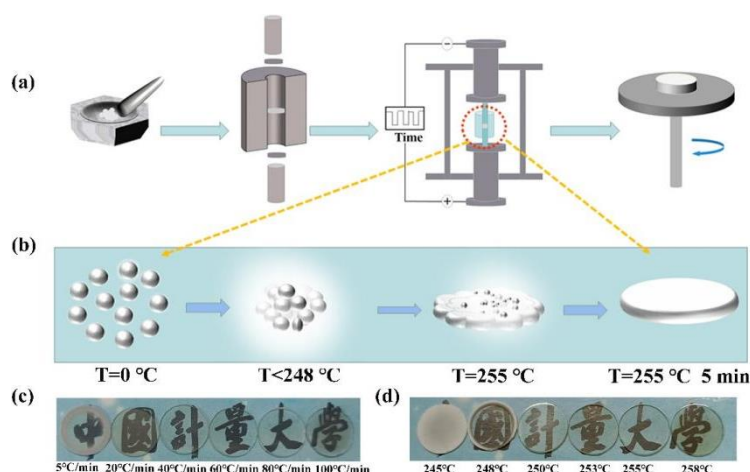 (a)
−
Time
+
(b)
T=0 °C
T<248 °C
T=255 °C
T=255 °C 5 min
(c)
中國計量大學
5°C/min 20°C/min 40°C/min 60°C/min 80°C/min 100°C/min
(d)
國計量大學
245°C 248°C 250°C 253°C 255°C 258°C